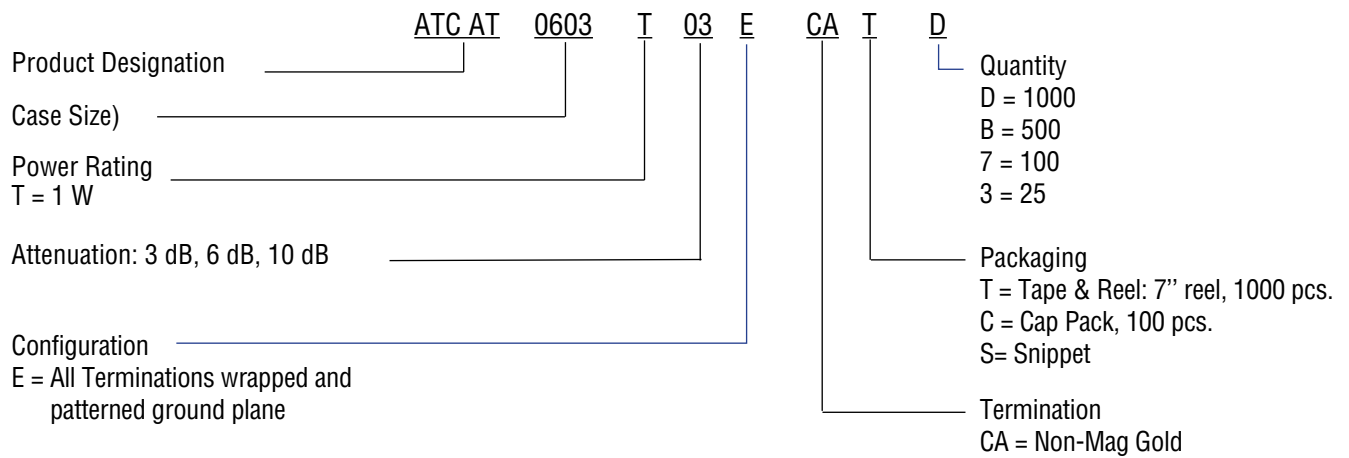 ATC AT 0603 T 03 E CA T D
Product Designation
Case Size)
Power Rating
T = 1 W
Attenuation: 3 dB, 6 dB, 10 dB
Configuration
E = All Terminations wrapped and
patterned ground plane
Quantity
D = 1000
B = 500
7 = 100
3 = 25
Packaging
T = Tape & Reel: 7’’ reel, 1000 pcs.
C = Cap Pack, 100 pcs.
S= Snippet
Termination
CA = Non-Mag Gold